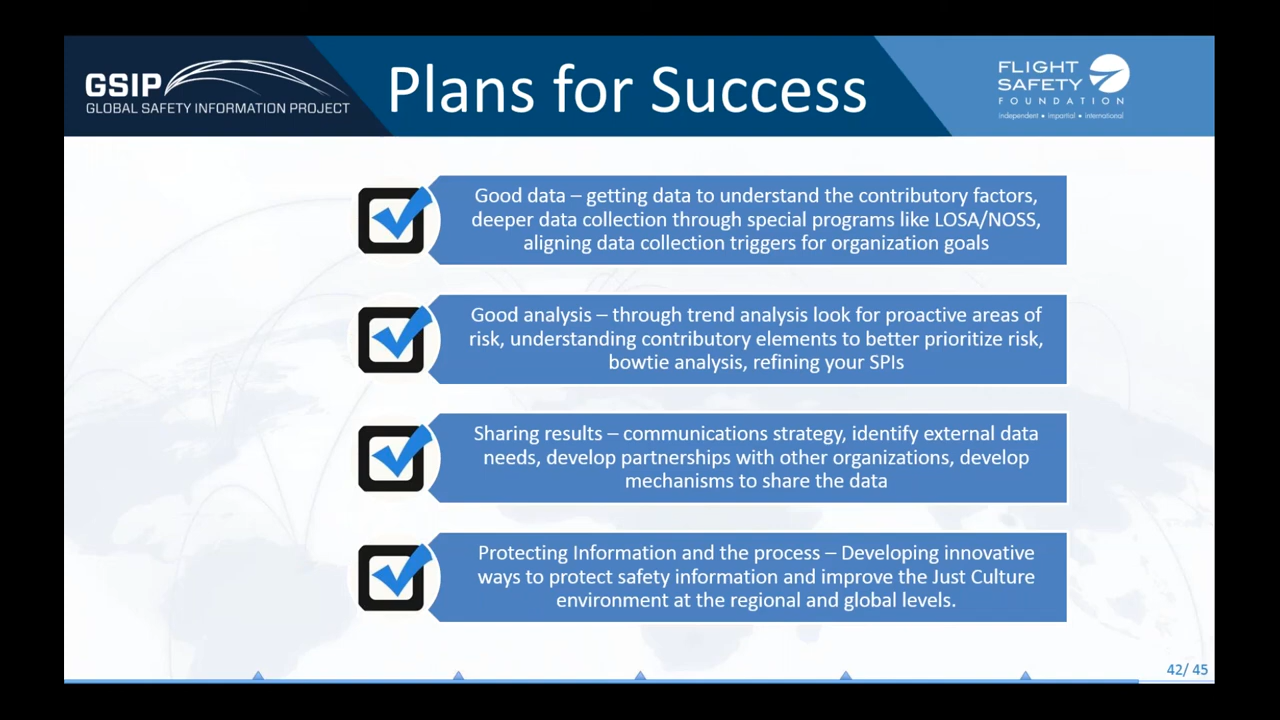 GSIP
GLOBAL SAFETY INFORMATION PROJECT
Plans for Success
FLIGHT
SAFETY
FOUNDATION
independent • impartial • international
Good data – getting data to understand the contributory factors,
deeper data collection through special programs like LOSA/NOSS,
aligning data collection triggers for organization goals
Good analysis – through trend analysis look for proactive areas of
risk, understanding contributory elements to better prioritize risk,
bowtie analysis, refining your SPIs
Sharing results – communications strategy, identify external data
needs, develop partnerships with other organizations, develop
mechanisms to share the data
Protecting Information and the process – Developing innovative
ways to protect safety information and improve the Just Culture
environment at the regional and global levels.
42/ 45